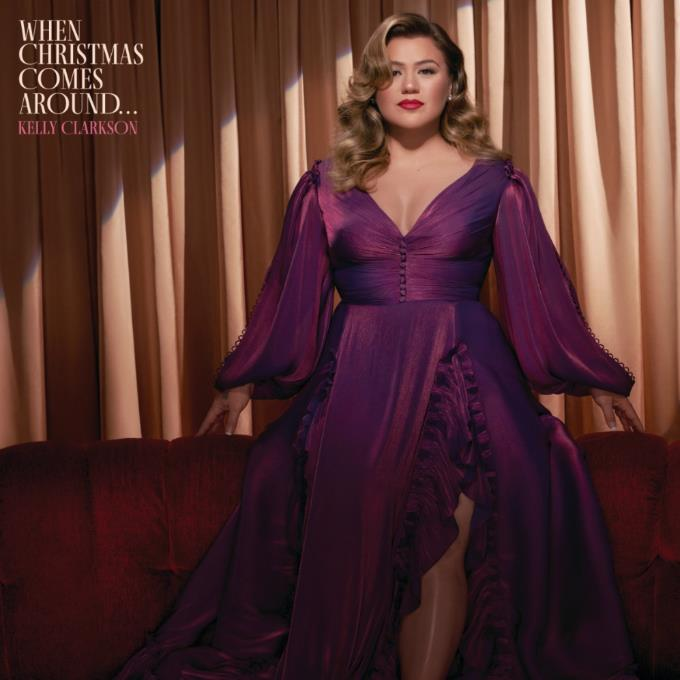 WHEN
CHRISTMAS
COMES
AROUND...
KELLY CLARKSON